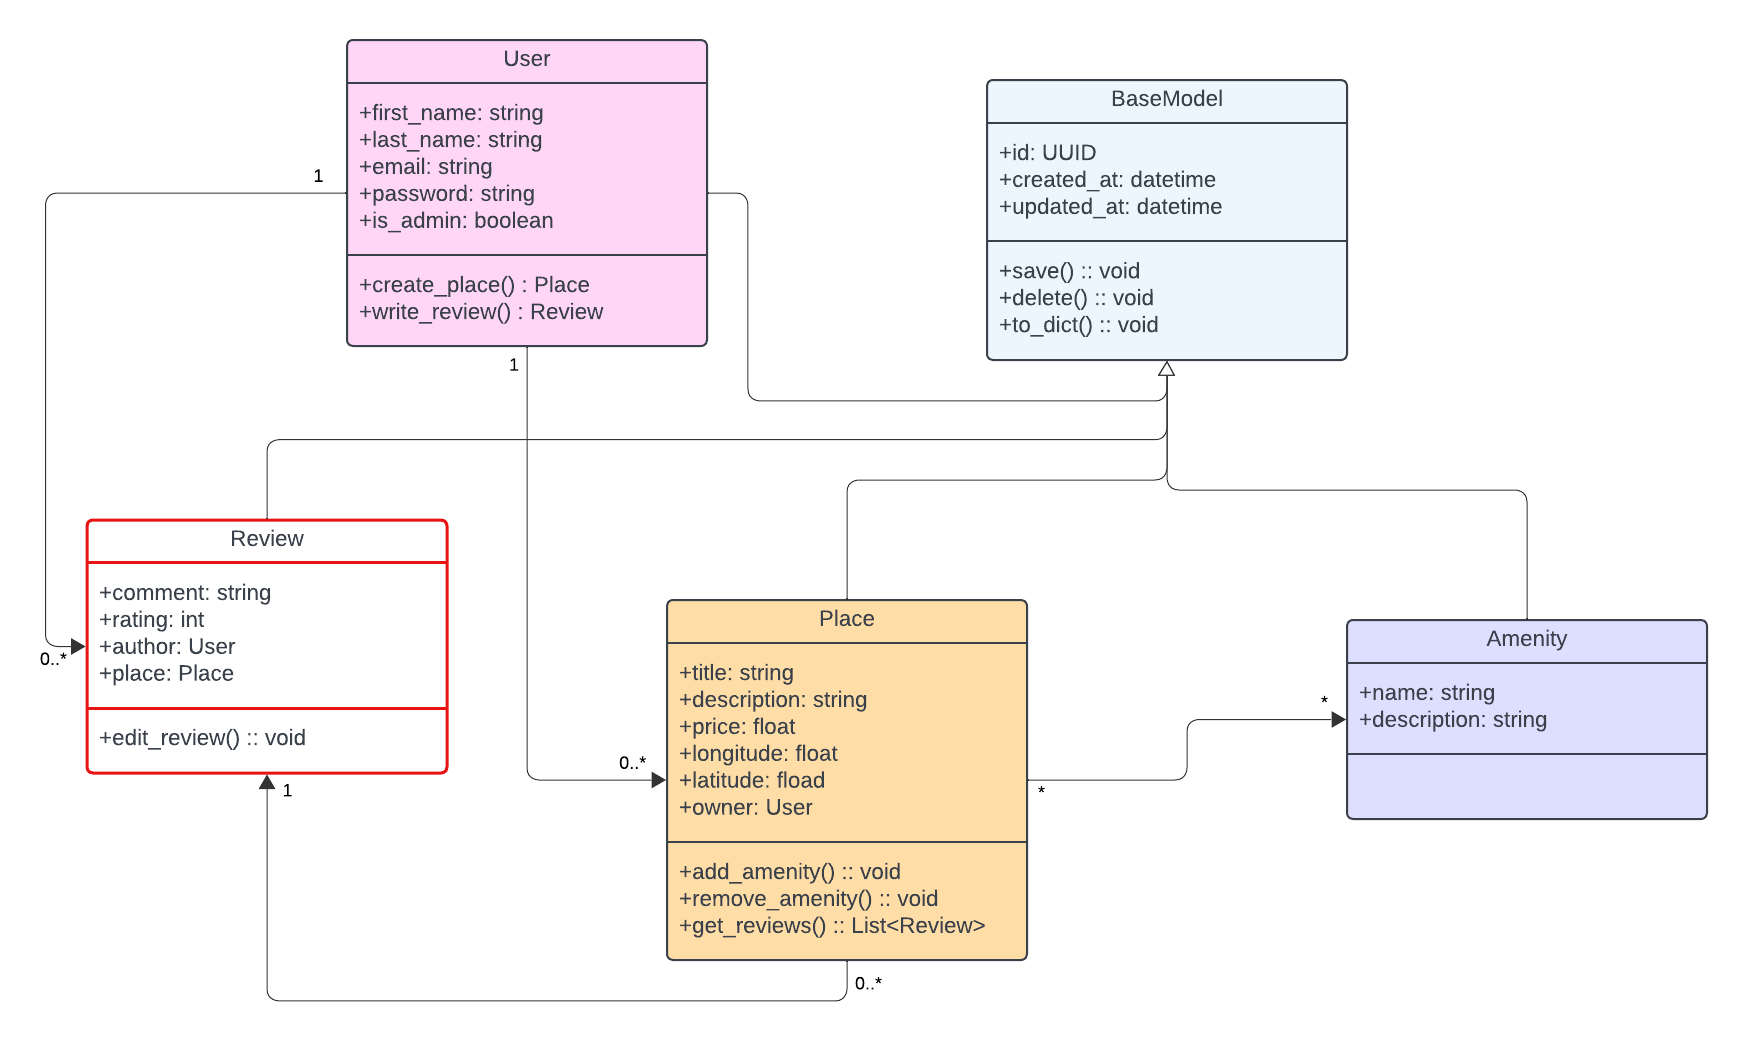 User
+first_name: string
+last_name: string
+email: string
+password: string
+is_admin: boolean
+create_place() : Place
+write_review() : Review
BaseModel
+id: UUID
+created_at: datetime
+updated_at: datetime
+save() :: void
+delete() :: void
+to_dict() :: void
1
1
0..*
Review
+comment: string
+rating: int
+author: User
+place: Place
+edit_review() :: void
1
0..*
Place
+title: string
+description: string
+price: float
+longitude: float
+latitude: fload
+owner: User
+add_amenity() :: void
+remove_amenity() :: void
+get_reviews() :: List<Review>
0..*
*
*
Amenity
+name: string
+description: string